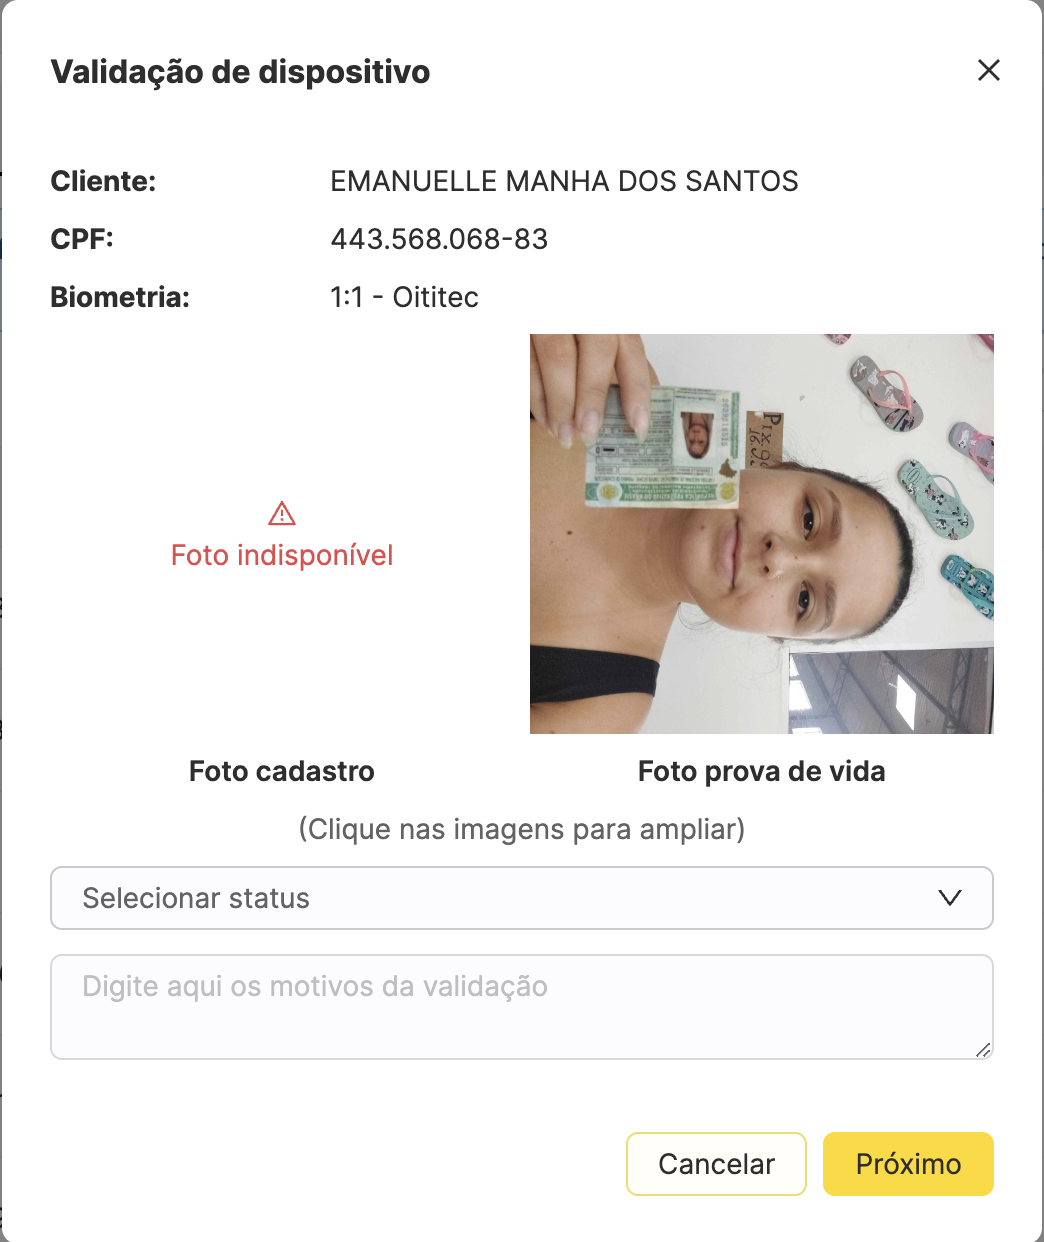 Validação de dispositivo
Cliente: EMANUELLE MANHA DOS SANTOS
CPF: 443.568.068-83
Biometria: 1:1 - Oititec
Foto indisponível
Pix
Foto cadastro
Foto prova de vida
(Clique nas imagens para ampliar)
Selecionar status
Digite aqui os motivos da validação
Cancelar
Próximo